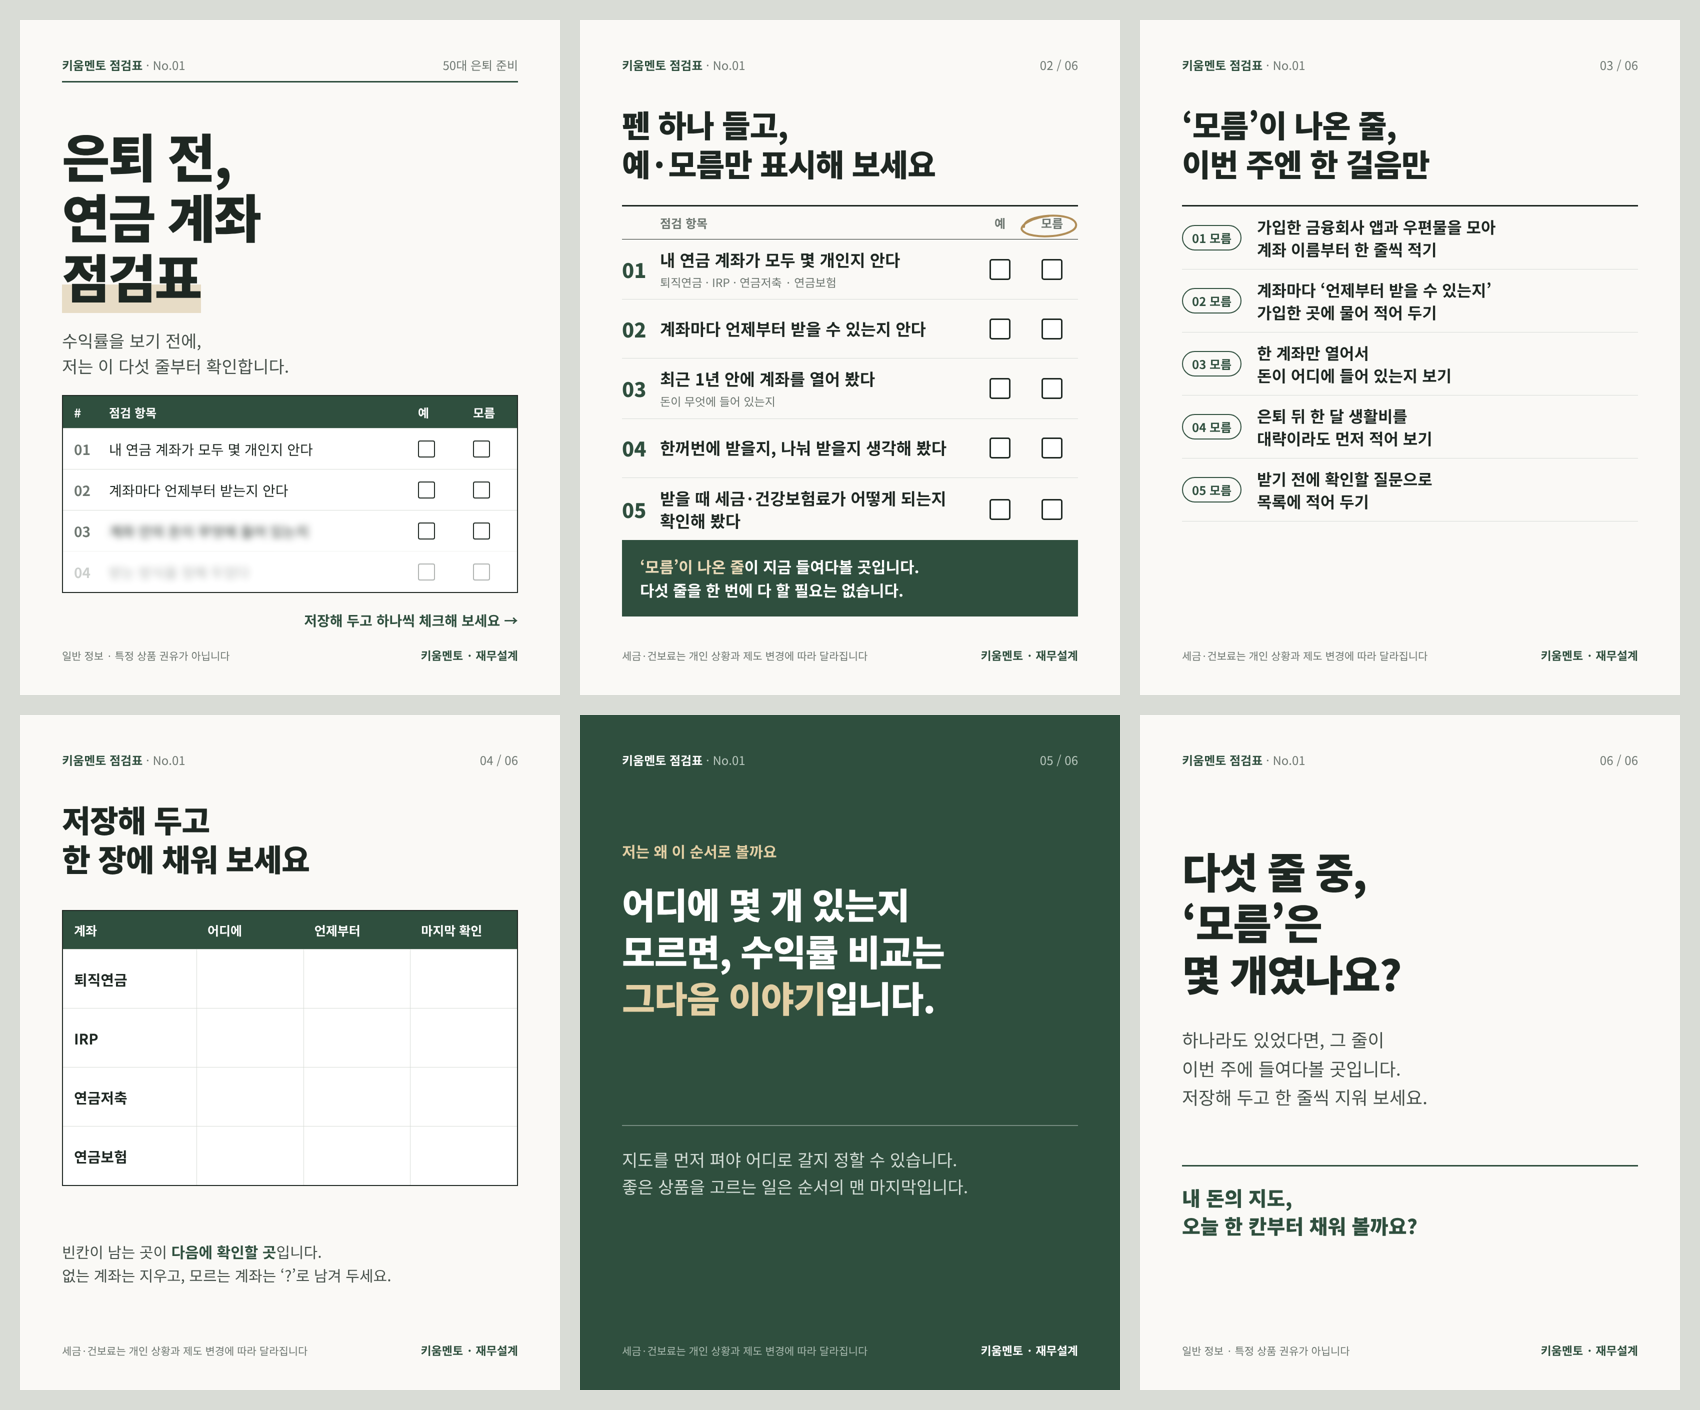 키움멘토 점검표 · No.01
50대 은퇴 준비
은퇴 전,
연금 계좌
점검표
수익률을 보기 전에,
저는 이 다섯 줄부터 확인합니다.
# 점검 항목 예 모름
01 내 연금 계좌가 모두 몇 개인지 안다
02 계좌마다 언제부터 받는지 안다
03
04
저장해 두고 하나씩 체크해 보세요 →
일반 정보 · 특정 상품 권유가 아닙니다
키움멘토 · 재무설계
키움멘토 점검표 · No.01
02 / 06
펜 하나 들고,
예·모름만 표시해 보세요
점검 항목 예 모름
01 내 연금 계좌가 모두 몇 개인지 안다
퇴직연금 · IRP · 연금저축 · 연금보험
02 계좌마다 언제부터 받을 수 있는지 안다
03 최근 1년 안에 계좌를 열어 봤다
돈이 무엇에 들어 있는지
04 한꺼번에 받을지, 나눠 받을지 생각해 봤다
05 받을 때 세금·건강보험료가 어떻게 되는지
확인해 봤다
‘모름’이 나온 줄이 지금 들여다볼 곳입니다.
다섯 줄을 한 번에 다 할 필요는 없습니다.
세금·건보료는 개인 상황과 제도 변경에 따라 달라집니다
키움멘토 · 재무설계
키움멘토 점검표 · No.01
03 / 06
‘모름’이 나온 줄,
이번 주엔 한 걸음만
01 모름
가입한 금융회사 앱과 우편물을 모아
계좌 이름부터 한 줄씩 적기
02 모름
계좌마다 ‘언제부터 받을 수 있는지’
가입한 곳에 물어 적어 두기
03 모름
한 계좌만 열어서
돈이 어디에 들어 있는지 보기
04 모름
은퇴 뒤 한 달 생활비를
대략이라도 먼저 적어 보기
05 모름
받기 전에 확인할 질문으로
목록에 적어 두기
세금·건보료는 개인 상황과 제도 변경에 따라 달라집니다
키움멘토 · 재무설계
키움멘토 점검표 · No.01
04 / 06
저장해 두고
한 장에 채워 보세요
계좌 어디에 언제부터 마지막 확인
퇴직연금
IRP
연금저축
연금보험
빈칸이 남는 곳이 다음에 확인할 곳입니다.
없는 계좌는 지우고, 모르는 계좌는 ‘?’로 남겨 두세요.
세금·건보료는 개인 상황과 제도 변경에 따라 달라집니다
키움멘토 · 재무설계
키움멘토 점검표 · No.01
05 / 06
저는 왜 이 순서로 볼까요
어디에 몇 개 있는지
모르면, 수익률 비교는
그다음 이야기입니다.
지도를 먼저 펴야 어디로 갈지 정할 수 있습니다.
좋은 상품을 고르는 일은 순서의 맨 마지막입니다.
세금·건보료는 개인 상황과 제도 변경에 따라 달라집니다
키움멘토 · 재무설계
키움멘토 점검표 · No.01
06 / 06
다섯 줄 중,
‘모름’은
몇 개였나요?
하나라도 있었다면, 그 줄이
이번 주에 들여다볼 곳입니다.
저장해 두고 한 줄씩 지워 보세요.
내 돈의 지도,
오늘 한 칸부터 채워 볼까요?
일반 정보 · 특정 상품 권유가 아닙니다
키움멘토 · 재무설계